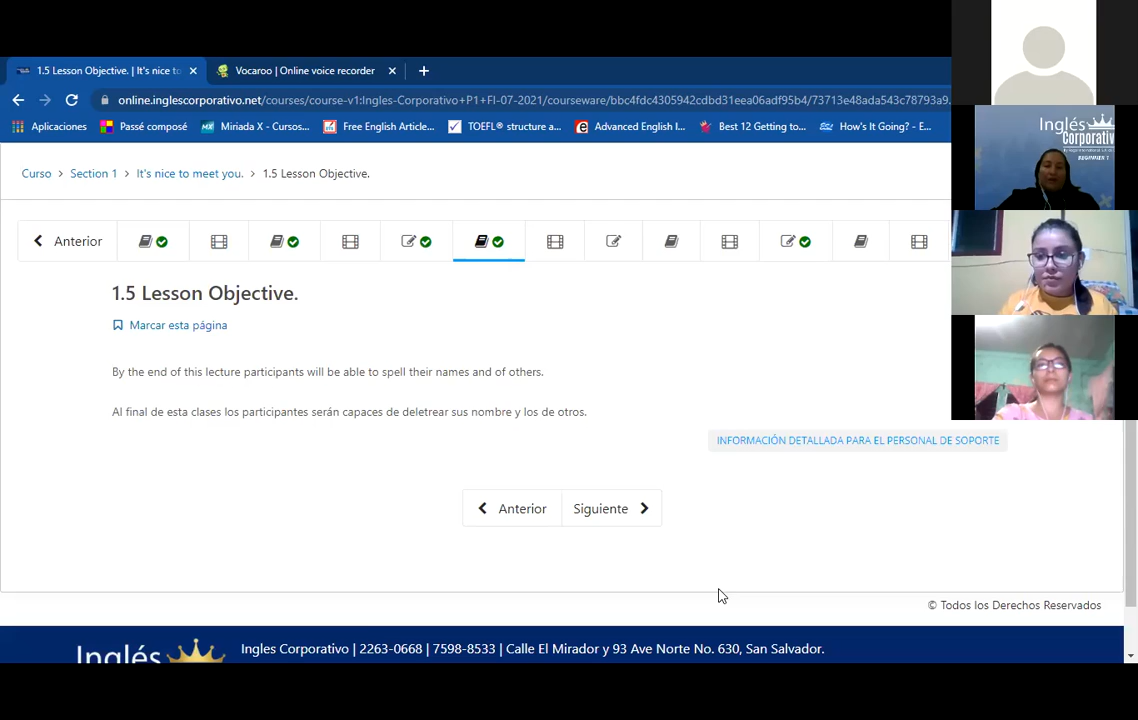 1.5 Lesson Objective. | It's nice to
Vocaroo | Online voice recorder
online.inglescorporativo.net/courses/course-v1:Ingles-Corporativo+P1+FI-07-2021/courseware/bbc4fdc4305942cdbd31eea06adf95b4/73713e48ada543c78793a9...
Aplicaciones
Passé composé
Miriada X - Cursos...
Free English Article...
TOEFL® structure a...
Advanced English I...
Best 12 Getting to...
How's It Going? - E...
Curso > Section 1 > It's nice to meet you. > 1.5 Lesson Objective.
Anterior
1.5 Lesson Objective.
Marcar esta página
By the end of this lecture participants will be able to spell their names and of others.
Al final de esta clases los participantes serán capaces de deletrear sus nombre y los de otros.
INFORMACIÓN DETALLADA PARA EL PERSONAL DE SOPORTE
Anterior
Siguiente
© Todos los Derechos Reservados
Inglés
Ingles Corporativo | 2263-0668 | 7598-8533 | Calle El Mirador y 93 Ave Norte No. 630, San Salvador.
Inglés
Corporativo
BEGINNER 1